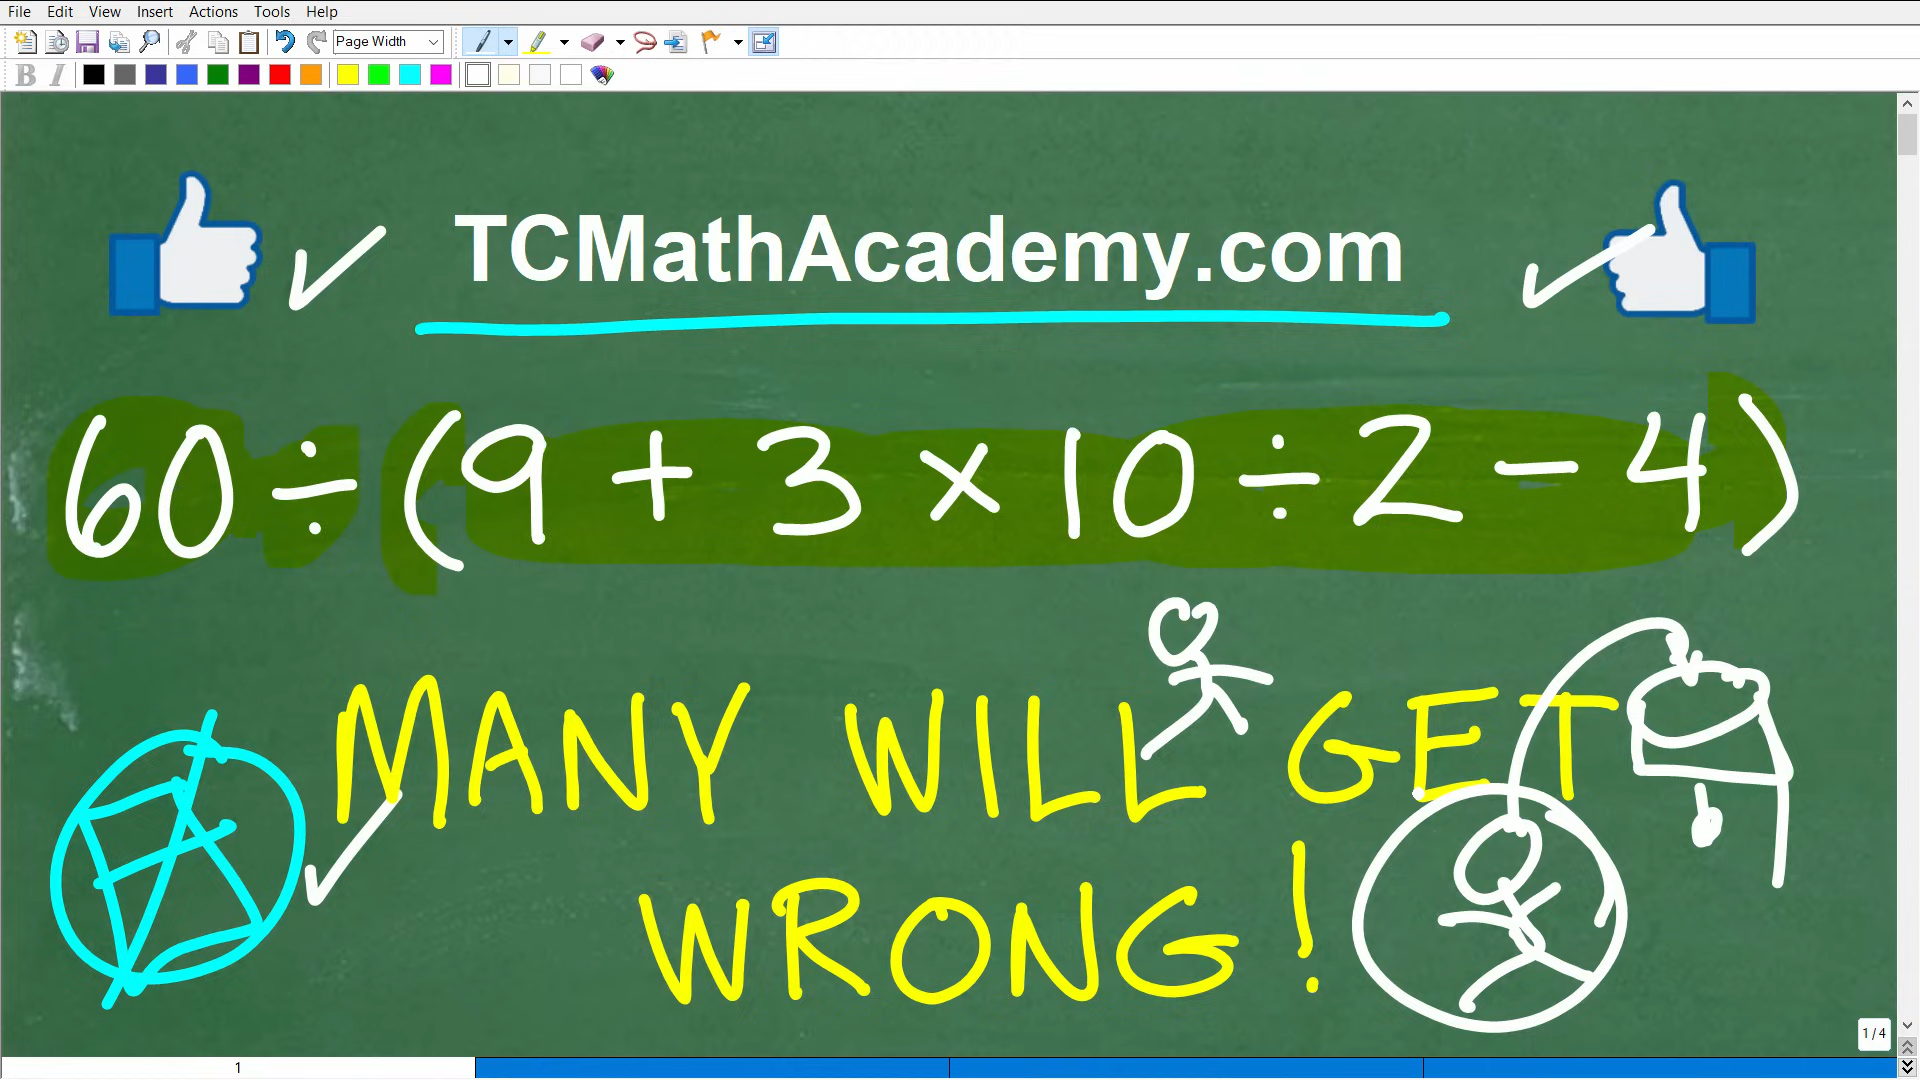 File Edit View Insert Actions Tools Help
Page Width
B I
TCMathAcademy.com
60 ÷ (9 + 3 × 10 ÷ 2 − 4)
MANY WILL GET
WRONG!
1 / 4
1